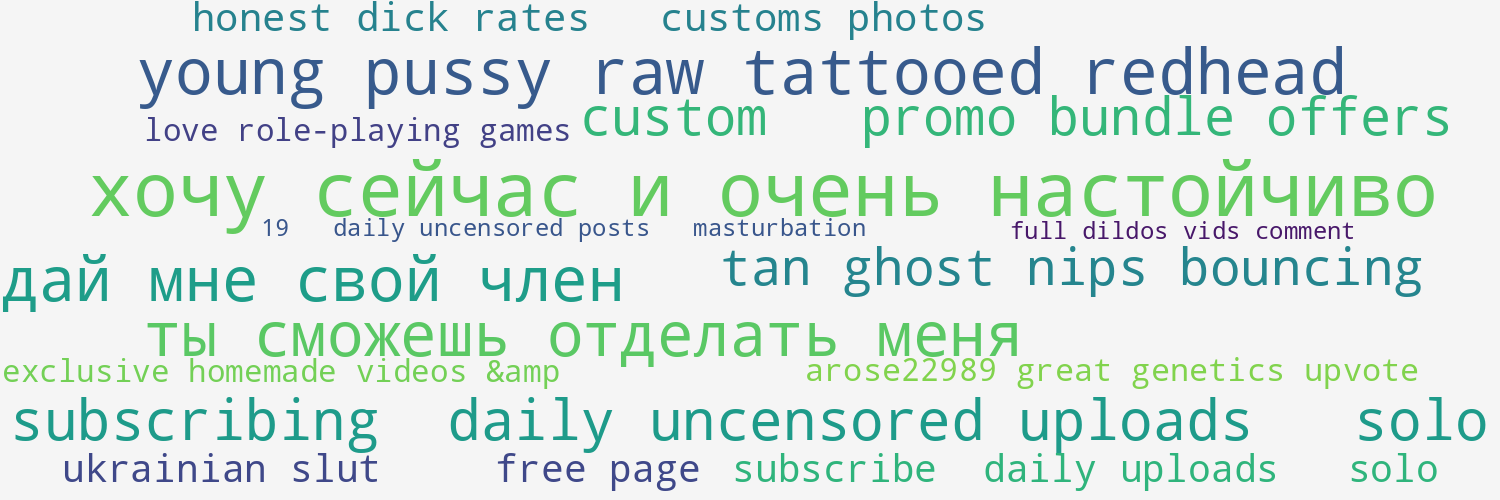 honest dick rates customs photos
young pussy raw tattooed redhead
love role-playing games custom promo bundle offers
хочу сейчас и очень настойчиво
19 daily uncensored posts masturbation full dildos vids comment
дай мне свой член tan ghost nips bouncing
ты сможешь отделать меня
exclusive homemade videos &amp arose22989 great genetics upvote
subscribing daily uncensored uploads solo
ukrainian slut free page subscribe daily uploads solo